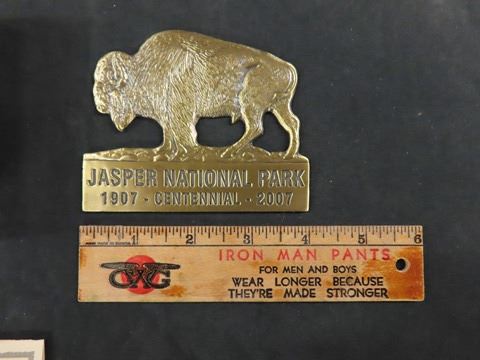 JASPER NATIONAL PARK
1907 - CENTENNIAL - 2007
1 2 3 4 5 6
IRON MAN PANTS
GWG
FOR MEN AND BOYS
WEAR LONGER BECAUSE
THEY'RE MADE STRONGER